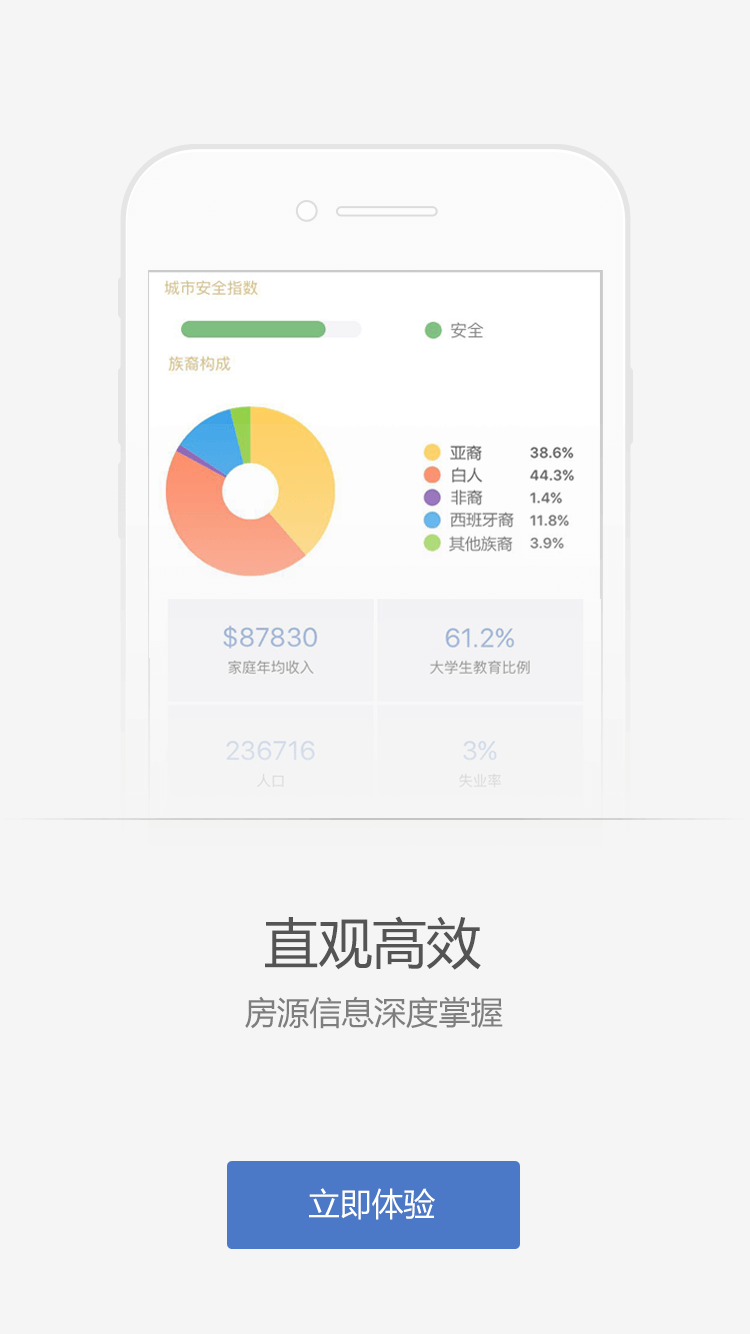 城市安全指数
安全
族裔构成
亚裔 38.6%
白人 44.3%
非裔 1.4%
西班牙裔 11.8%
其他族裔 3.9%
$87830 61.2%
家庭年均收入 大学生教育比例
236716 3%
人口 失业率
直观高效
房源信息深度掌握
立即体验